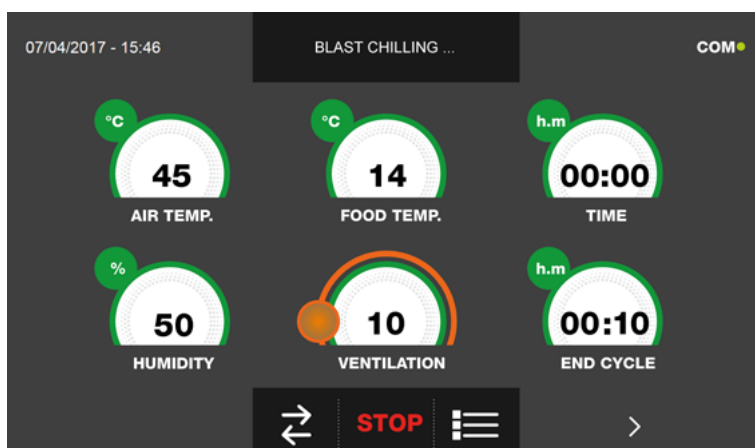 07/04/2017 - 15:46
BLAST CHILLING ...
COM
°C
45
AIR TEMP.
°C
14
FOOD TEMP.
h.m
00:00
TIME
%
50
HUMIDITY
10
VENTILATION
h.m
00:10
END CYCLE
STOP